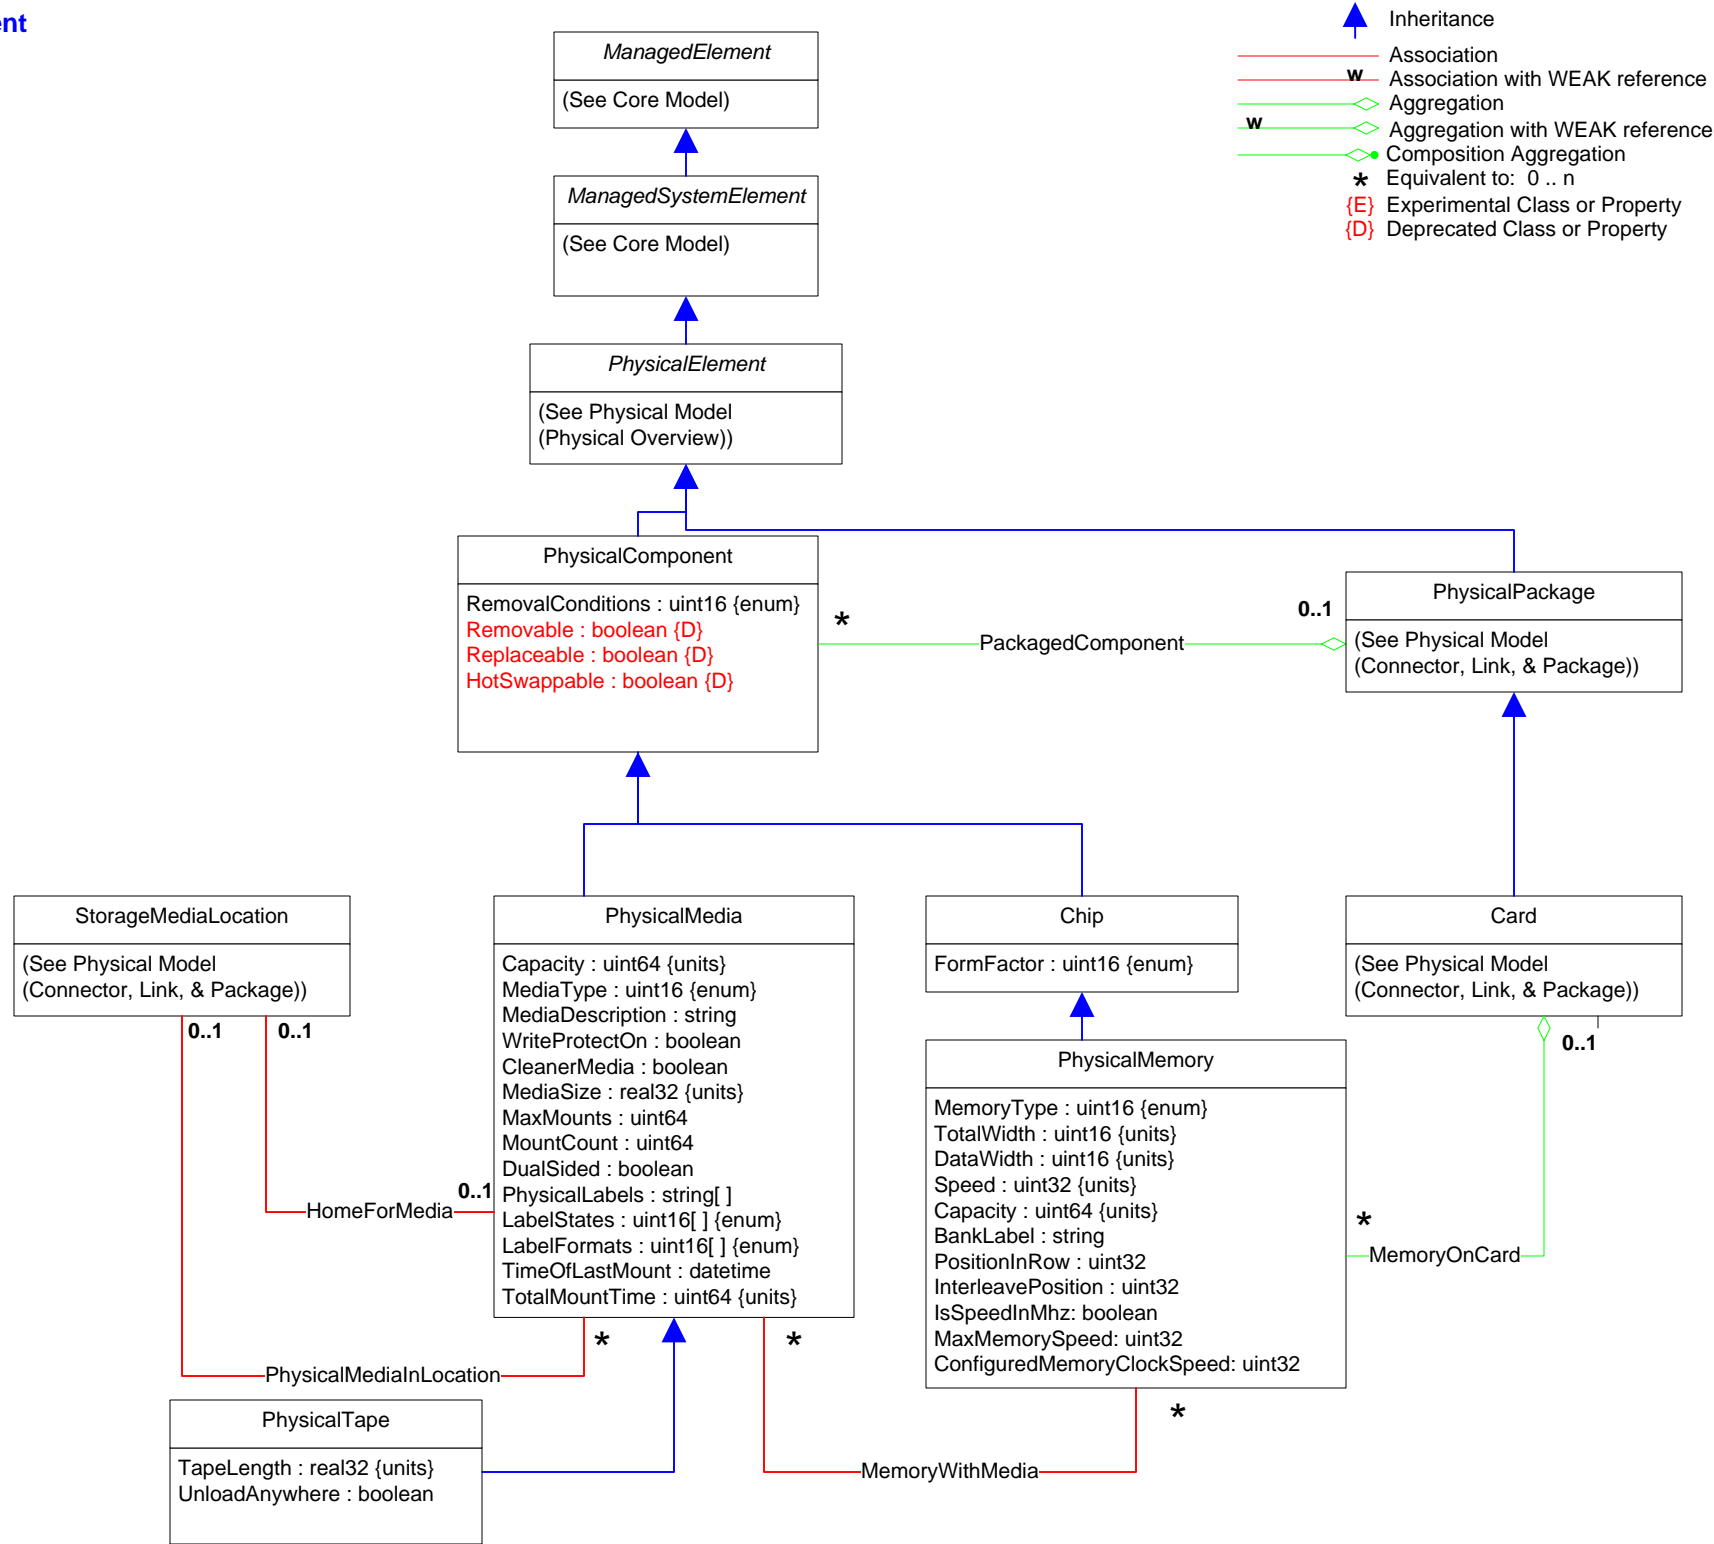 ent
Inheritance
Association
w
Association with WEAK reference
Aggregation
w
Aggregation with WEAK reference
Composition Aggregation
* Equivalent to: 0 .. n
{E} Experimental Class or Property
{D} Deprecated Class or Property
ManagedElement
(See Core Model)
ManagedSystemElement
(See Core Model)
PhysicalElement
(See Physical Model
(Physical Overview))
PhysicalComponent
RemovalConditions : uint16 {enum}
Removable : boolean {D}
Replaceable : boolean {D}
HotSwappable : boolean {D}
*
PackagedComponent
0..1
PhysicalPackage
(See Physical Model
(Connector, Link, & Package))
StorageMediaLocation
(See Physical Model
(Connector, Link, & Package))
0..1
0..1
HomeForMedia
0..1
PhysicalMedia
Capacity : uint64 {units}
MediaType : uint16 {enum}
MediaDescription : string
WriteProtectOn : boolean
CleanerMedia : boolean
MediaSize : real32 {units}
MaxMounts : uint64
MountCount : uint64
DualSided : boolean
PhysicalLabels : string[ ]
LabelStates : uint16[ ] {enum}
LabelFormats : uint16[ ] {enum}
TimeOfLastMount : datetime
TotalMountTime : uint64 {units}
*
*
PhysicalMediaInLocation
Chip
FormFactor : uint16 {enum}
PhysicalMemory
MemoryType : uint16 {enum}
TotalWidth : uint16 {units}
DataWidth : uint16 {units}
Speed : uint32 {units}
Capacity : uint64 {units}
BankLabel : string
PositionInRow : uint32
InterleavePosition : uint32
IsSpeedInMhz: boolean
MaxMemorySpeed: uint32
ConfiguredMemoryClockSpeed: uint32
Card
(See Physical Model
(Connector, Link, & Package))
0..1
*
MemoryOnCard
*
MemoryWithMedia
PhysicalTape
TapeLength : real32 {units}
UnloadAnywhere : boolean